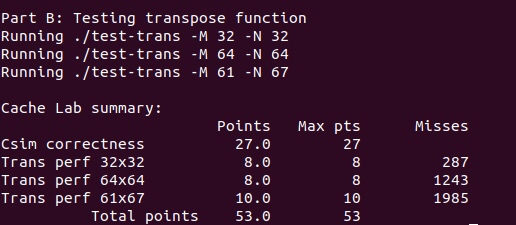 Part B: Testing transpose function
Running ./test-trans -M 32 -N 32
Running ./test-trans -M 64 -N 64
Running ./test-trans -M 61 -N 67
Cache Lab summary:
Points Max pts Misses
Csim correctness 27.0 27
Trans perf 32x32 8.0 8 287
Trans perf 64x64 8.0 8 1243
Trans perf 61x67 10.0 10 1985
Total points 53.0 53